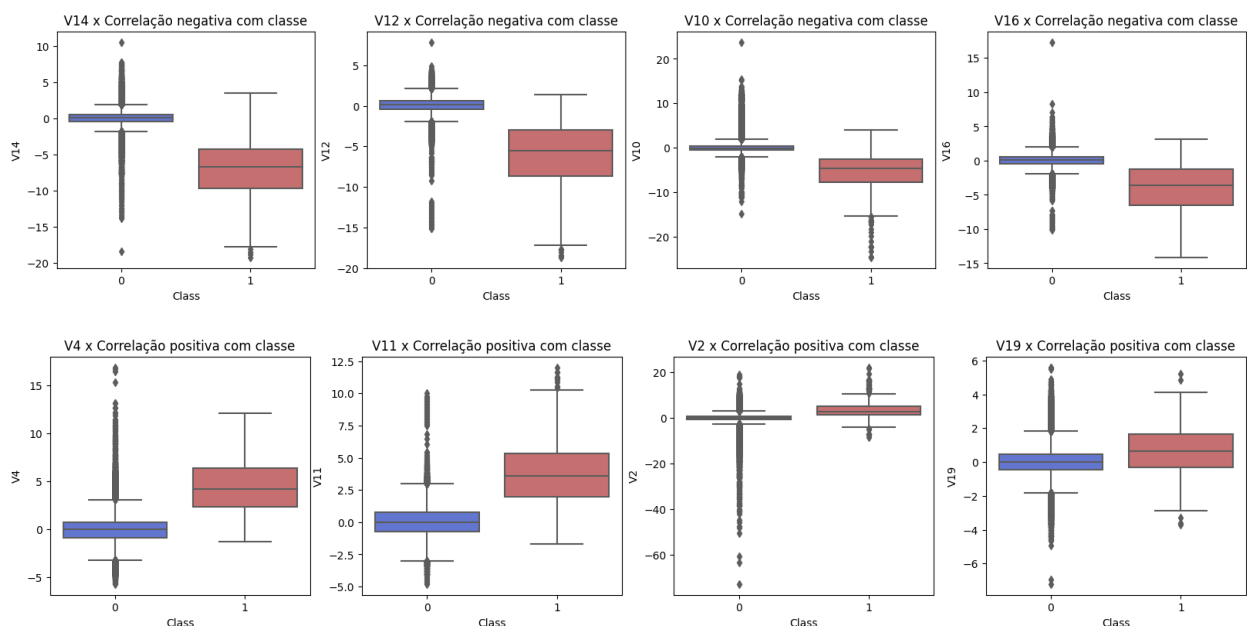 V14 x Correlação negativa com classe
V14
10
5
0
−5
−10
−15
−20
0
1
Class
V12 x Correlação negativa com classe
V12
5
0
−5
−10
−15
−20
0
1
Class
V10 x Correlação negativa com classe
V10
20
10
0
−10
−20
0
1
Class
V16 x Correlação negativa com classe
V16
15
10
5
0
−5
−10
−15
0
1
Class
V4 x Correlação positiva com classe
V4
15
10
5
0
−5
0
1
Class
V11 x Correlação positiva com classe
V11
12.5
10.0
7.5
5.0
2.5
0.0
−2.5
−5.0
0
1
Class
V2 x Correlação positiva com classe
V2
20
0
−20
−40
−60
0
1
Class
V19 x Correlação positiva com classe
V19
6
4
2
0
−2
−4
−6
0
1
Class